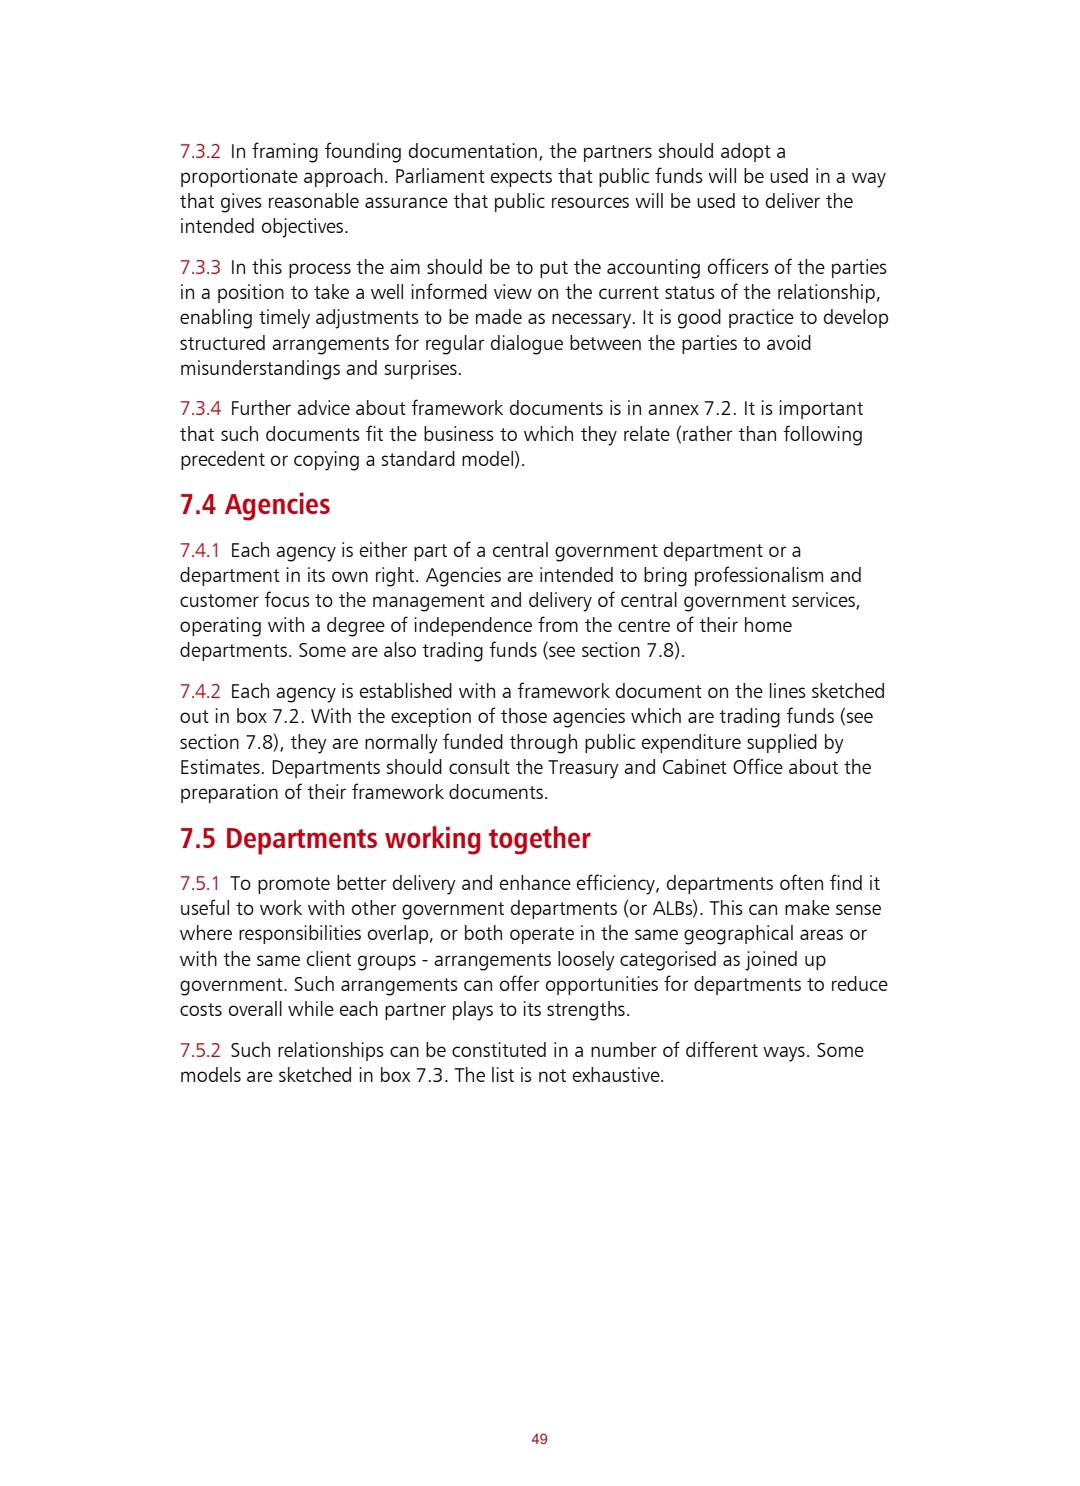 7.3.2 In framing founding documentation, the partners should adopt a
proportionate approach. Parliament expects that public funds will be used in a way
that gives reasonable assurance that public resources will be used to deliver the
intended objectives.
7.3.3 In this process the aim should be to put the accounting officers of the parties
in a position to take a well informed view on the current status of the relationship,
enabling timely adjustments to be made as necessary. It is good practice to develop
structured arrangements for regular dialogue between the parties to avoid
misunderstandings and surprises.
7.3.4 Further advice about framework documents is in annex 7.2. It is important
that such documents fit the business to which they relate (rather than following
precedent or copying a standard model).
7.4 Agencies
7.4.1 Each agency is either part of a central government department or a
department in its own right. Agencies are intended to bring professionalism and
customer focus to the management and delivery of central government services,
operating with a degree of independence from the centre of their home
departments. Some are also trading funds (see section 7.8).
7.4.2 Each agency is established with a framework document on the lines sketched
out in box 7.2. With the exception of those agencies which are trading funds (see
section 7.8), they are normally funded through public expenditure supplied by
Estimates. Departments should consult the Treasury and Cabinet Office about the
preparation of their framework documents.
7.5 Departments working together
7.5.1 To promote better delivery and enhance efficiency, departments often find it
useful to work with other government departments (or ALBs). This can make sense
where responsibilities overlap, or both operate in the same geographical areas or
with the same client groups - arrangements loosely categorised as joined up
government. Such arrangements can offer opportunities for departments to reduce
costs overall while each partner plays to its strengths.
7.5.2 Such relationships can be constituted in a number of different ways. Some
models are sketched in box 7.3. The list is not exhaustive.
49